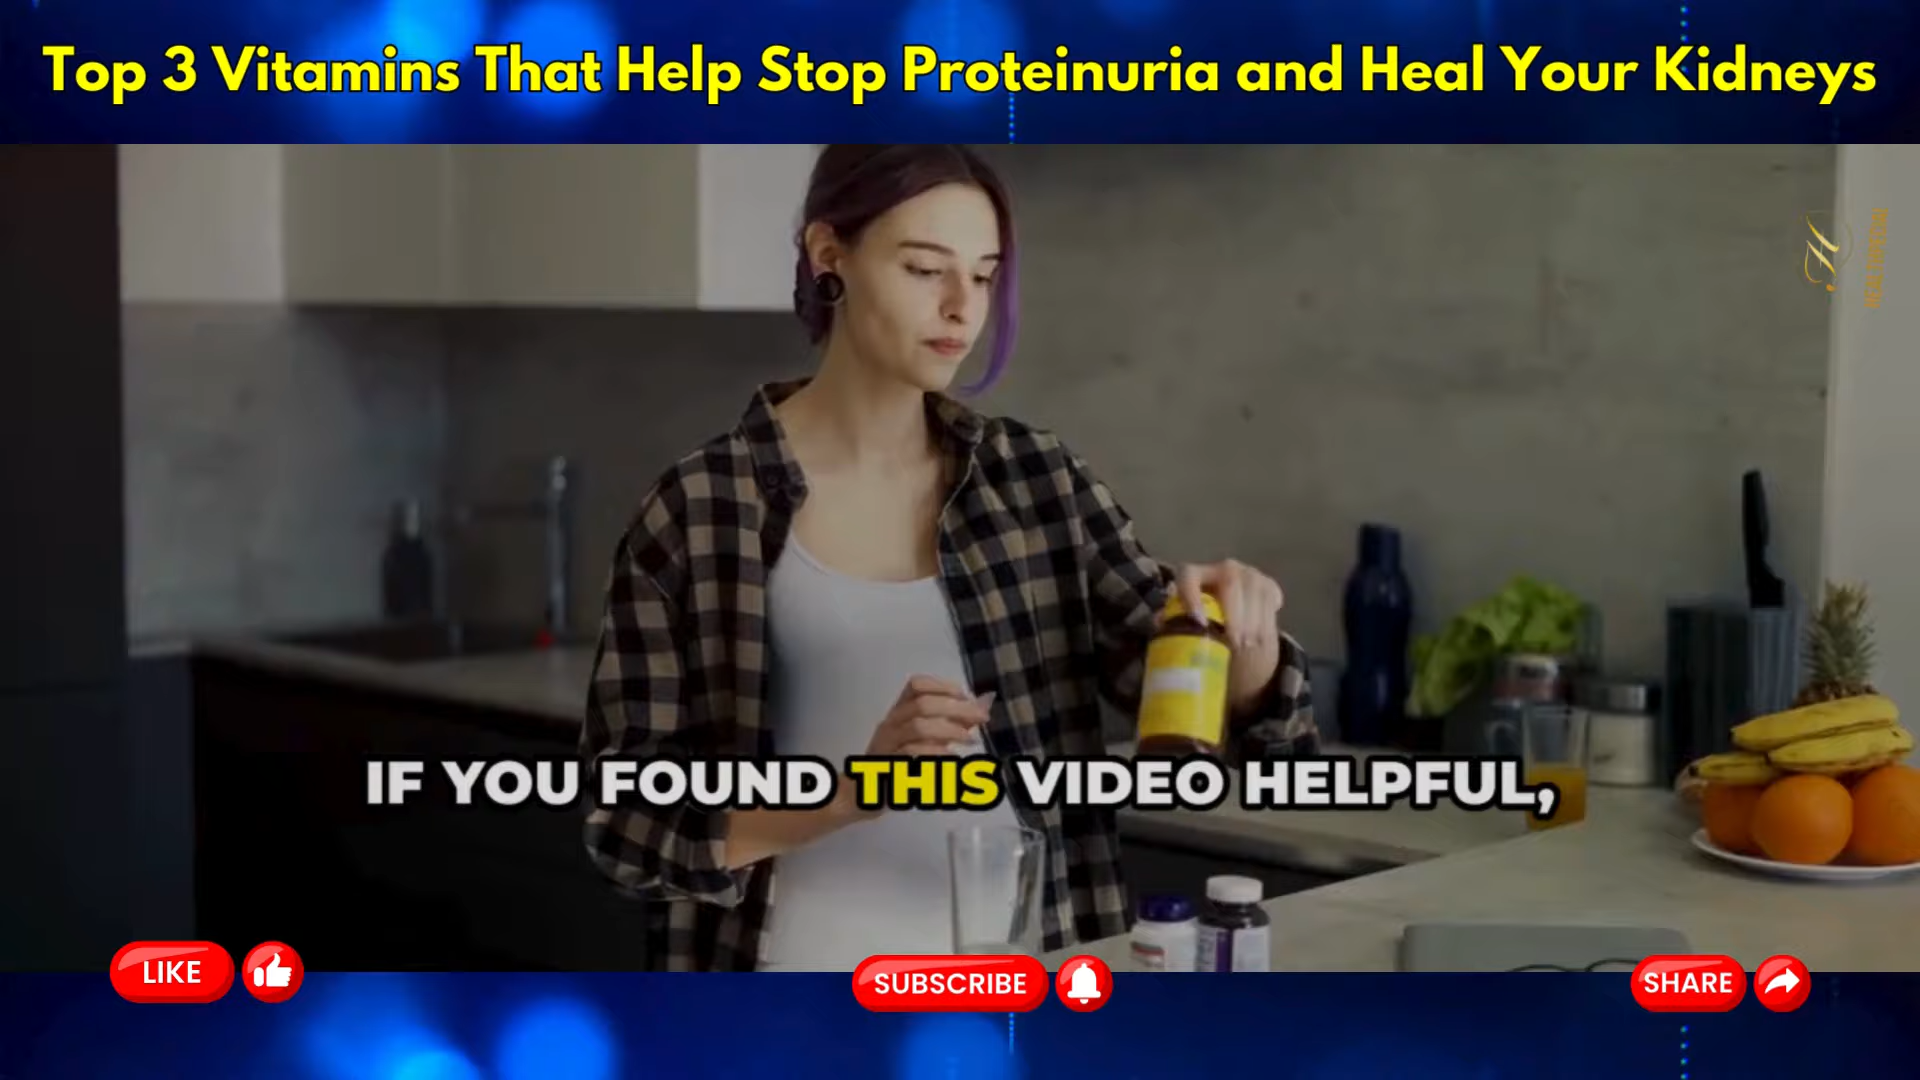 Top 3 Vitamins That Help Stop Proteinuria and Heal Your Kidneys
IF YOU FOUND THIS VIDEO HELPFUL,
LIKE
SUBSCRIBE
SHARE